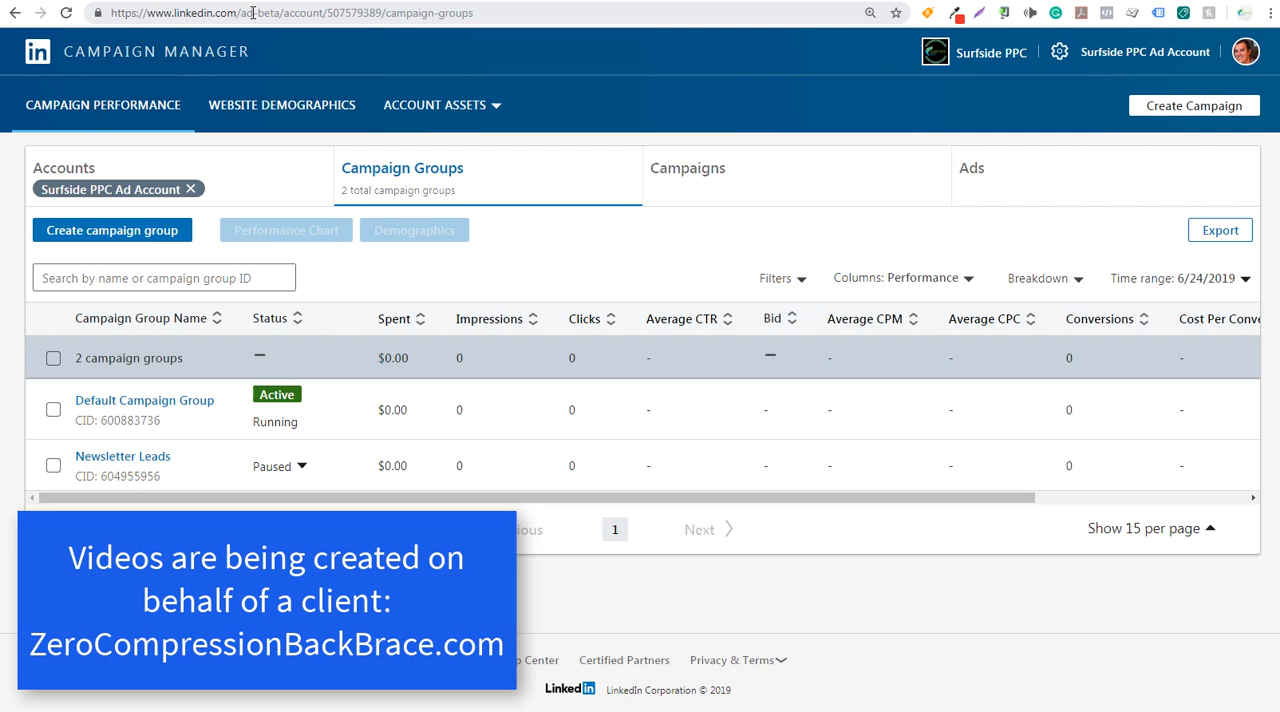 https://www.linkedin.com/ad-beta/account/507579389/campaign-groups
in CAMPAIGN MANAGER
Surfside PPC
Surfside PPC Ad Account
CAMPAIGN PERFORMANCE
WEBSITE DEMOGRAPHICS
ACCOUNT ASSETS
Create Campaign
Accounts
Surfside PPC Ad Account
Campaign Groups
2 total campaign groups
Campaigns
Ads
Create campaign group
Performance Chart
Demographics
Export
Search by name or campaign group ID
Filters
Columns: Performance
Breakdown
Time range: 6/24/2019
Campaign Group Name
Status
Spent
Impressions
Clicks
Average CTR
Bid
Average CPM
Average CPC
Conversions
Cost Per Conve
2 campaign groups
–
$0.00
0
0
-
–
-
-
0
-
Default Campaign Group
CID: 600883736
Active
Running
$0.00
0
0
-
-
-
-
0
-
Newsletter Leads
CID: 604955956
Paused
$0.00
0
0
-
-
-
-
0
-
ious
1
Next
Show 15 per page
Videos are being created on
behalf of a client:
ZeroCompressionBackBrace.com
p Center
Certified Partners
Privacy & Terms
Linked in
LinkedIn Corporation © 2019